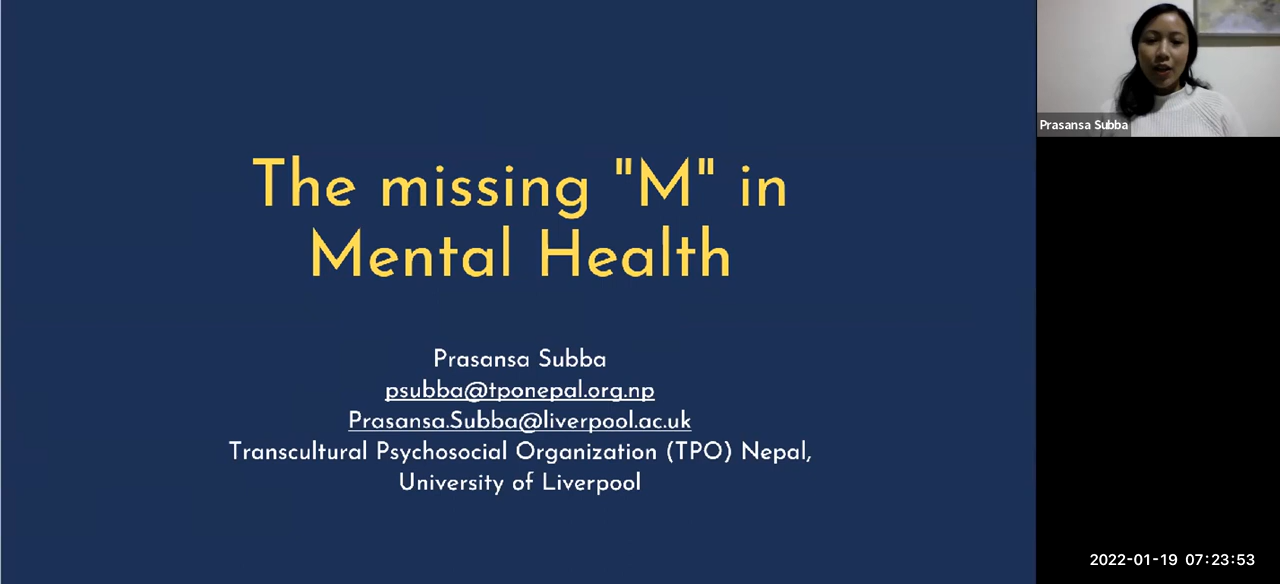 The missing "M" in
Mental Health
Prasansa Subba
psubba@tponepal.org.np
Prasansa.Subba@liverpool.ac.uk
Transcultural Psychosocial Organization (TPO) Nepal,
University of Liverpool
Prasansa Subba
2022-01-19 07:23:53